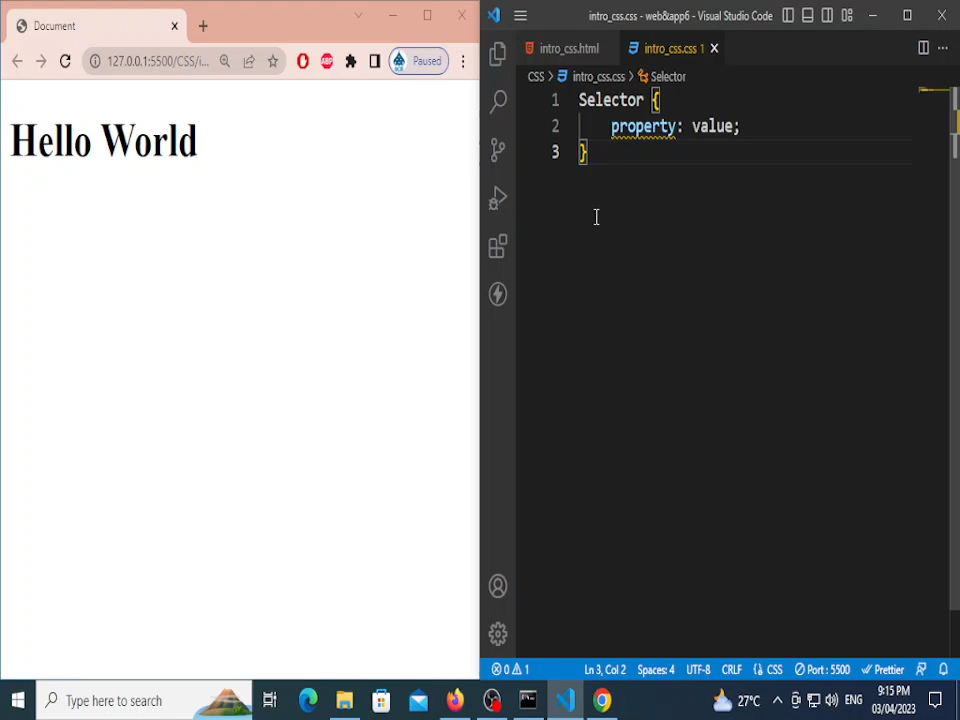 Document
127.0.0.1:5500/CSS/i...
ABP
Paused
Hello World
intro_css.css - web&app6 - Visual Studio Code
intro_css.html
intro_css.css 1
CSS > intro_css.css > Selector
1 Selector {
2 property: value;
3 }
0 1
Ln 3, Col 2
Spaces: 4
UTF-8
CRLF
{} CSS
Port : 5500
Prettier
Type here to search
27°C
ENG
9:15 PM
03/04/2023